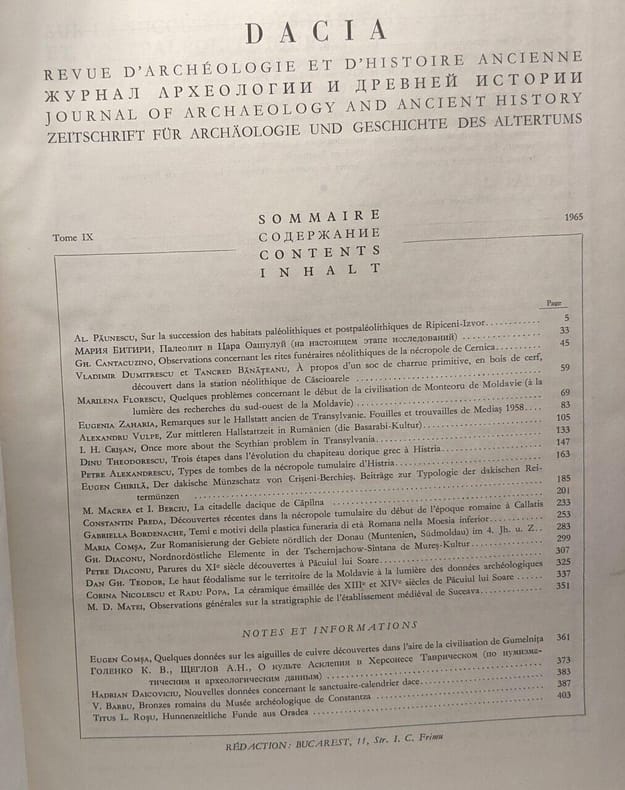 DACIA
REVUE D'ARCHÉOLOGIE ET D'HISTOIRE ANCIENNE
ЖУРНАЛ АРХЕОЛОГИИ И ДРЕВНЕЙ ИСТОРИИ
JOURNAL OF ARCHAEOLOGY AND ANCIENT HISTORY
ZEITSCHRIFT FÜR ARCHÄOLOGIE UND GESCHICHTE DES ALTERTUMS
Tome IX
SOMMAIRE
СОДЕРЖАНИЕ
CONTENTS
INHALT
1965
Page
AL. PĂUNESCU, Sur la succession des habitats paléolithiques et postpaléolithiques de Ripiceni-Izvor............ 5
МАРИЯ БИТИРИ, Палеолит в Цара Оашулуй (на настоящем этапе исследований) ............ 33
GH. CANTACUZINO, Observations concernant les rites funéraires néolithiques de la nécropole de Cernica.......... 45
VLADIMIR DUMITRESCU et TANCRED BĂNĂȚEANU, À propos d'un soc de charrue primitive, en bois de cerf,
découvert dans la station néolithique de Căscioarele ............ 59
MARILENA FLORESCU, Quelques problèmes concernant le début de la civilisation de Monteoru de Moldavie (à la
lumière des recherches du sud-ouest de la Moldavie) ............ 69
EUGENIA ZAHARIA, Remarques sur le Hallstatt ancien de Transylvanie. Fouilles et trouvailles de Mediaș 1958.... 83
ALEXANDRU VULPE, Zur mittleren Hallstattzeit in Rumänien (die Basarabi-Kultur)............ 105
I. H. CRIȘAN, Once more about the Scythian problem in Transylvania............ 133
DINU THEODORESCU, Trois étapes dans l'évolution du chapiteau dorique grec à Histria............ 147
PETRE ALEXANDRESCU, Types de tombes de la nécropole tumulaire d'Histria............ 163
EUGEN CHIRILĂ, Der dakische Münzschatz von Crișeni-Berchieș. Beiträge zur Typologie der dakischen Rei-
termünzen ............ 185
M. MACREA et I. BERCIU, La citadelle dacique de Căpîlna ............ 201
CONSTANTIN PREDA, Découvertes récentes dans la nécropole tumulaire du début de l'époque romaine à Callatis 233
GABRIELLA BORDENACHE, Temi e motivi della plastica funeraria di età Romana nella Moesia inferior............ 253
MARIA COMȘA, Zur Romanisierung der Gebiete nördlich der Donau (Muntenien, Südmoldau) im 4. Jh. u. Z.. 283
GH. DIACONU, Nordnordöstliche Elemente in der Tschernjachow-Sîntana de Mureș-Kultur............ 299
PETRE DIACONU, Parures du XIe siècle découvertes à Păcuiul lui Soare............ 307
DAN GH. TEODOR, Le haut féodalisme sur le territoire de la Moldavie à la lumière des données archéologiques 325
CORINA NICOLESCU et RADU POPA, La céramique émaillée des XIIIe et XIVe siècles de Păcuiul lui Soare ...... 337
M. D. MATEI, Observations générales sur la stratigraphie de l'établissement médiéval de Suceava............ 351
NOTES ET INFORMATIONS
EUGEN COMȘA, Quelques données sur les aiguilles de cuivre découvertes dans l'aire de la civilisation de Gumelnița 361
ГОЛЕНКО К. В., ЩЕГЛОВ А.Н., О культе Асклепия в Херсонесе Таврическом (по нумизма-
тическим и археологическим данным) ............ 373
HADRIAN DAICOVICIU, Nouvelles données concernant le sanctuaire-calendrier dace............ 383
V. BARBU, Bronzes romains du Musée archéologique de Constantza ............ 387
TITUS L. ROȘU, Hunnenzeitliche Funde aus Oradea ............ 403
RÉDACTION: BUCAREST, 11, Str. I. C. Frimu